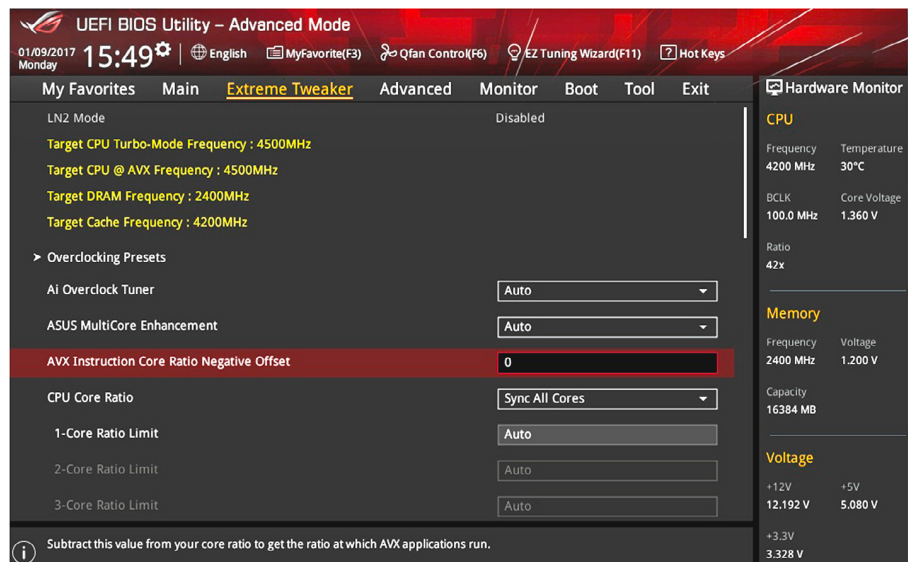 UEFI BIOS Utility – Advanced Mode
01/09/2017 Monday 15:49 English MyFavorite(F3) Qfan Control(F6) EZ Tuning Wizard(F11) ? Hot Keys
My Favorites Main Extreme Tweaker Advanced Monitor Boot Tool Exit
LN2 Mode Disabled
Target CPU Turbo-Mode Frequency : 4500MHz
Target CPU @ AVX Frequency : 4500MHz
Target DRAM Frequency : 2400MHz
Target Cache Frequency : 4200MHz
Overclocking Presets
Ai Overclock Tuner Auto
ASUS MultiCore Enhancement Auto
AVX Instruction Core Ratio Negative Offset 0
CPU Core Ratio Sync All Cores
1-Core Ratio Limit Auto
2-Core Ratio Limit Auto
3-Core Ratio Limit Auto
Subtract this value from your core ratio to get the ratio at which AVX applications run.
Hardware Monitor
CPU
Frequency Temperature
4200 MHz 30°C
BCLK Core Voltage
100.0 MHz 1.360 V
Ratio
42x
Memory
Frequency Voltage
2400 MHz 1.200 V
Capacity
16384 MB
Voltage
+12V +5V
12.192 V 5.080 V
+3.3V
3.328 V